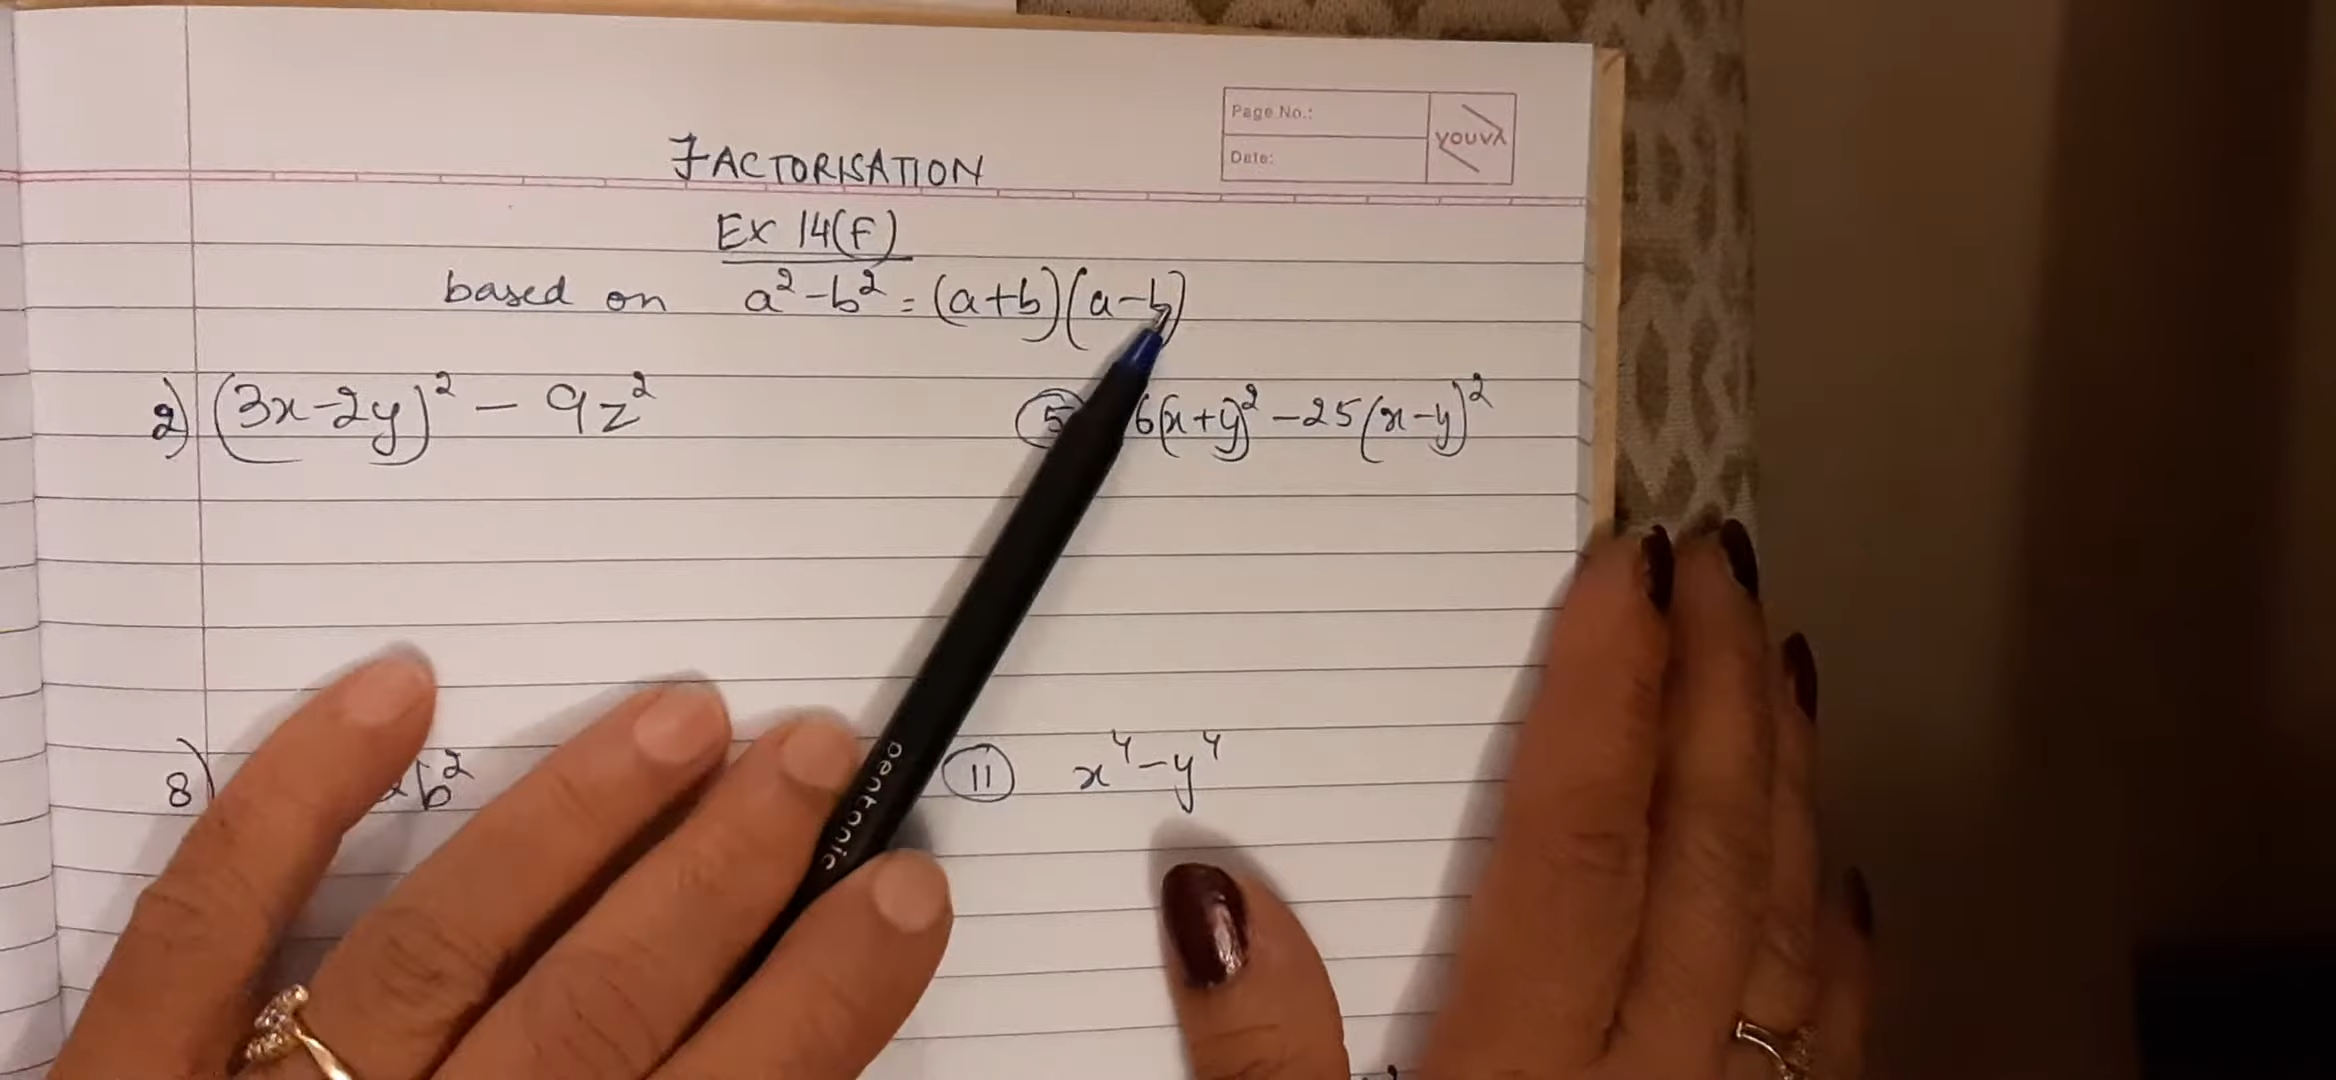 Page No.:
Date:
YOUVA
FACTORISATION
Ex 14(F)
based on a² - b² = (a+b)(a-b)
2) (3x-2y)² - 9z²
5 6(x+y)² - 25(x-y)²
8) b²
11 x⁴ - y⁴
pentonic